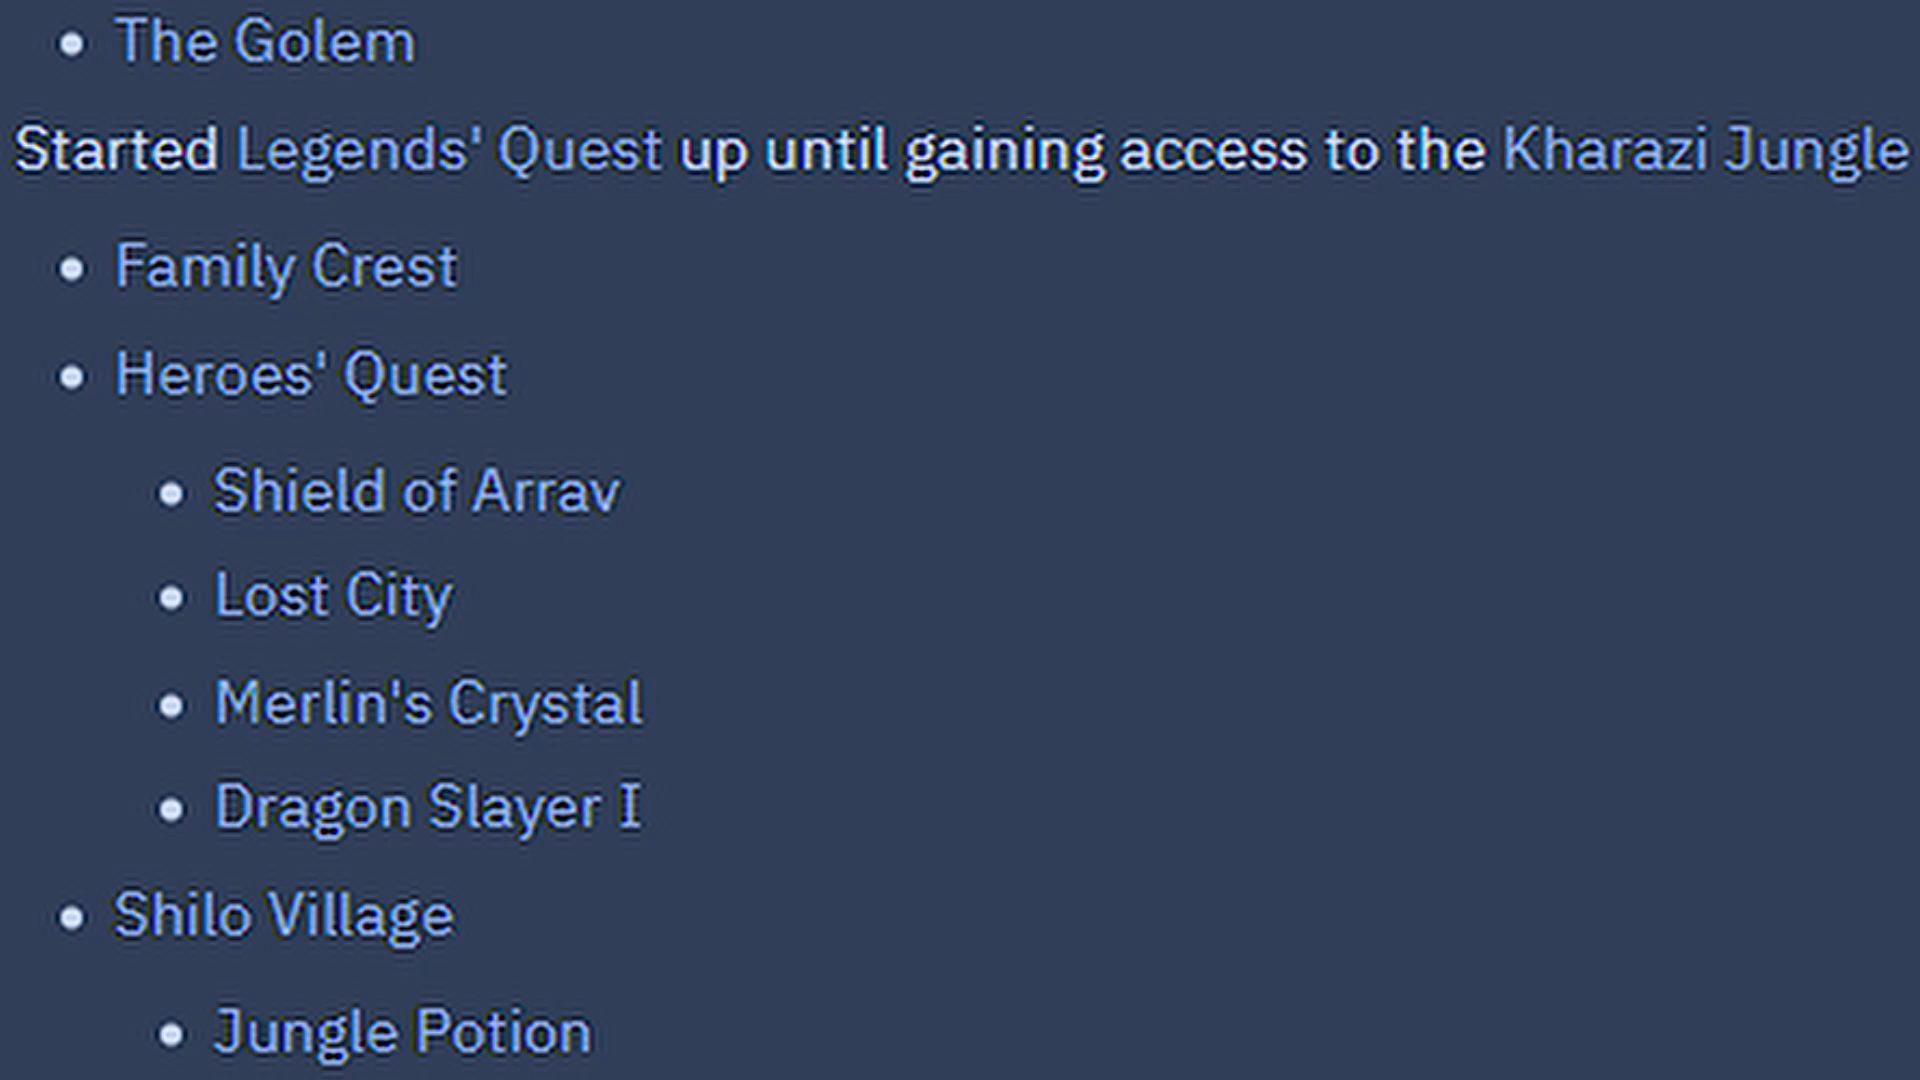 The Golem
Started Legends' Quest up until gaining access to the Kharazi Jungle
Family Crest
Heroes' Quest
Shield of Arrav
Lost City
Merlin's Crystal
Dragon Slayer I
Shilo Village
Jungle Potion